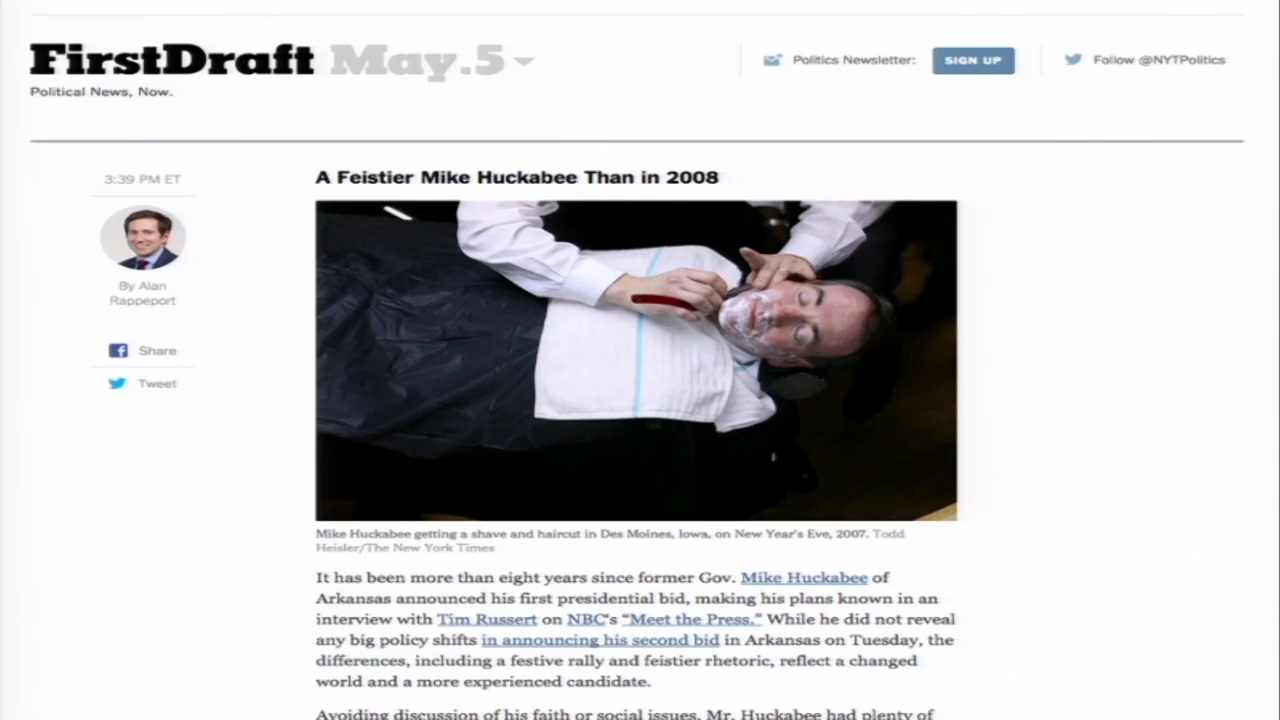 FirstDraft May.5
Political News, Now.
Politics Newsletter: SIGN UP
Follow @NYTPolitics
3:39 PM ET
By Alan
Rappeport
Share
Tweet
A Feistier Mike Huckabee Than in 2008
Mike Huckabee getting a shave and haircut in Des Moines, Iowa, on New Year's Eve, 2007. Todd
Heisler/The New York Times
It has been more than eight years since former Gov. Mike Huckabee of
Arkansas announced his first presidential bid, making his plans known in an
interview with Tim Russert on NBC's “Meet the Press.” While he did not reveal
any big policy shifts in announcing his second bid in Arkansas on Tuesday, the
differences, including a festive rally and feistier rhetoric, reflect a changed
world and a more experienced candidate.
Avoiding discussion of his faith or social issues, Mr. Huckabee had plenty of